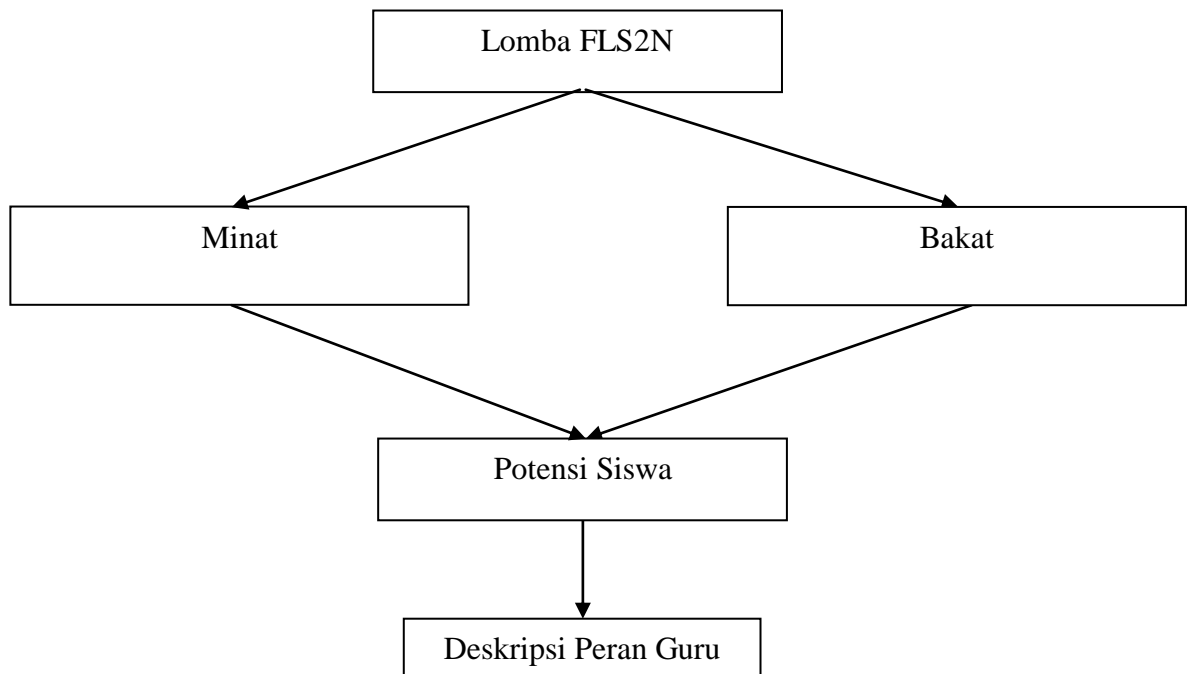 Lomba FLS2N
Minat
Bakat
Potensi Siswa
Deskripsi Peran Guru